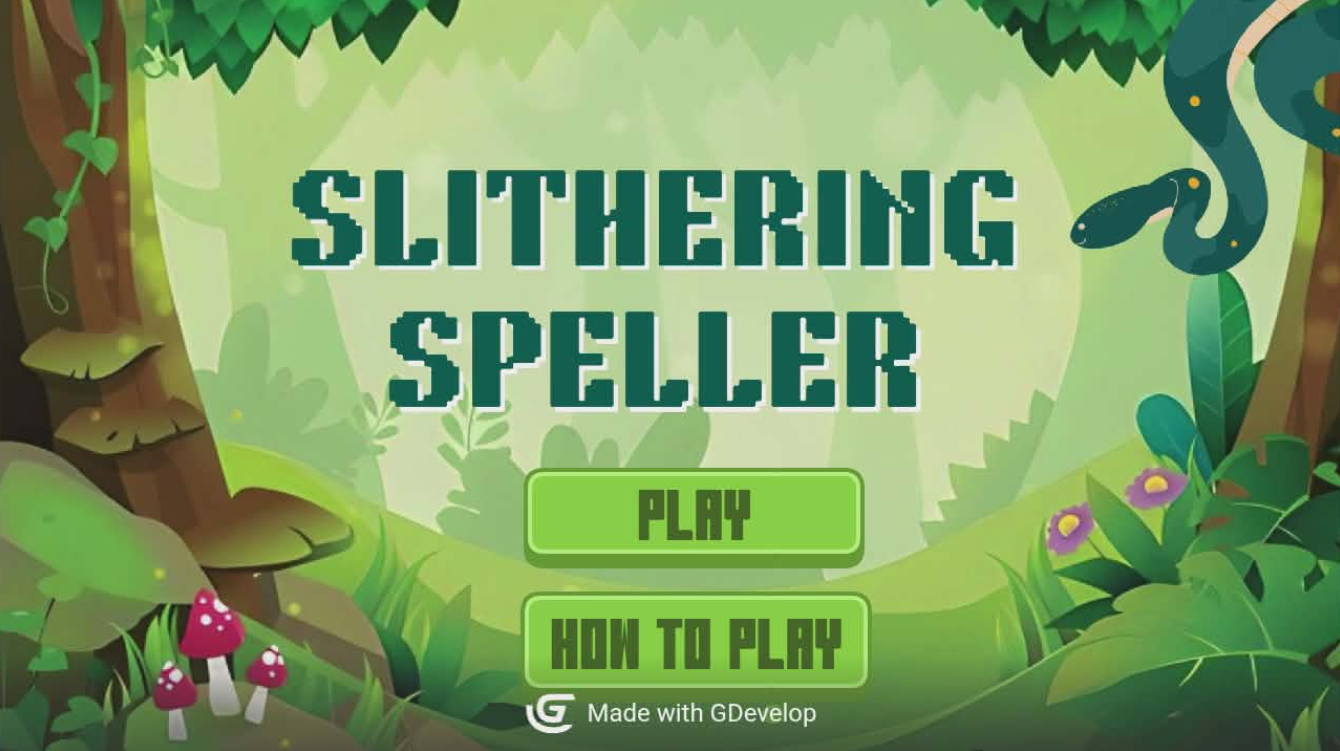 SLITHERING
SPELLER
PLAY
HOW TO PLAY
Made with GDevelop